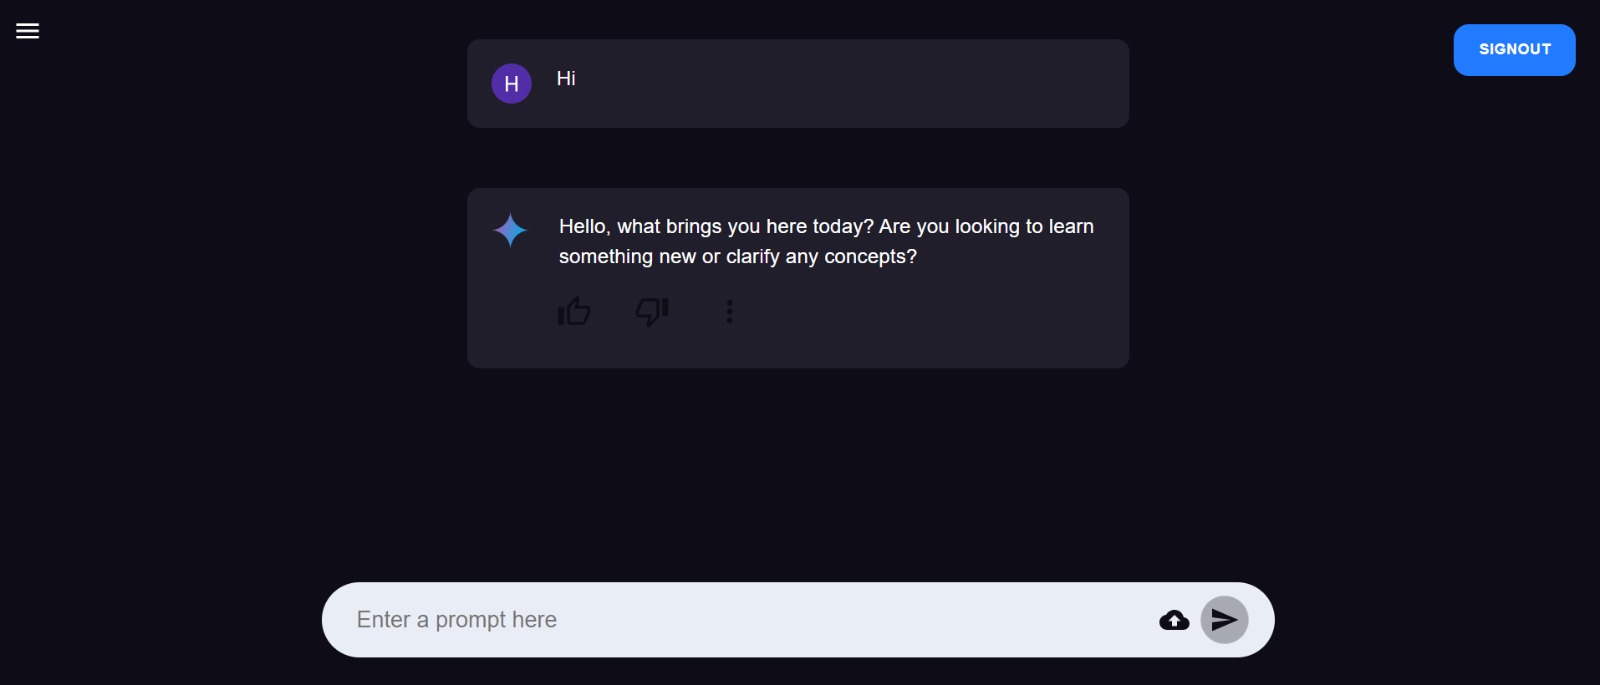 SIGNOUT
H
Hi
Hello, what brings you here today? Are you looking to learn
something new or clarify any concepts?
Enter a prompt here